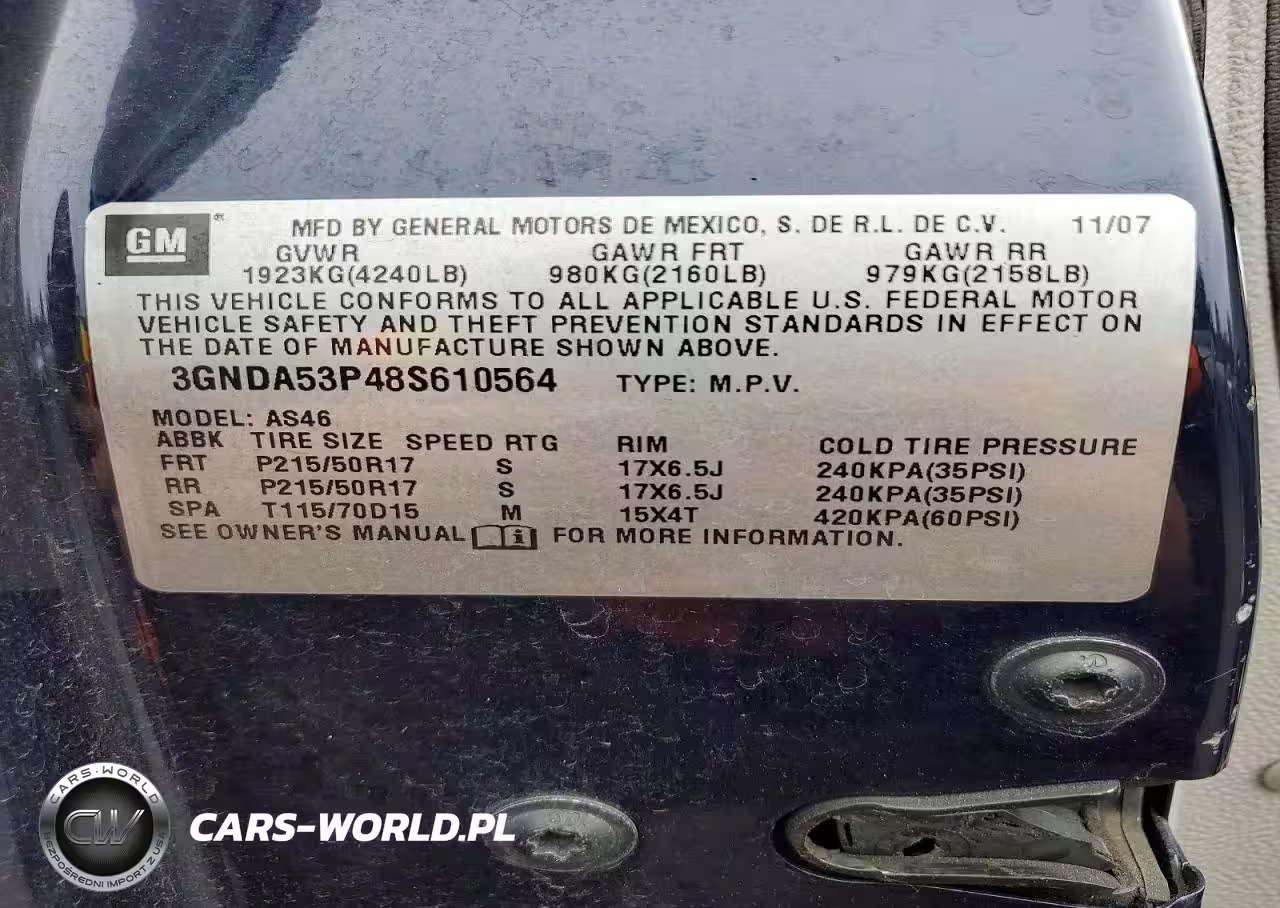 GM ® MFD BY GENERAL MOTORS DE MEXICO, S. DE R.L. DE C.V. 11/07
GVWR GAWR FRT GAWR RR
1923KG(4240LB) 980KG(2160LB) 979KG(2158LB)
THIS VEHICLE CONFORMS TO ALL APPLICABLE U.S. FEDERAL MOTOR
VEHICLE SAFETY AND THEFT PREVENTION STANDARDS IN EFFECT ON
THE DATE OF MANUFACTURE SHOWN ABOVE.
3GNDA53P48S610564 TYPE: M.P.V.
MODEL: AS46
ABBK TIRE SIZE SPEED RTG RIM COLD TIRE PRESSURE
FRT P215/50R17 S 17X6.5J 240KPA(35PSI)
RR P215/50R17 S 17X6.5J 240KPA(35PSI)
SPA T115/70D15 M 15X4T 420KPA(60PSI)
SEE OWNER'S MANUAL i FOR MORE INFORMATION.
CARS-WORLD
CW
BEZPOŚREDNI IMPORT Z USA
CARS-WORLD.PL